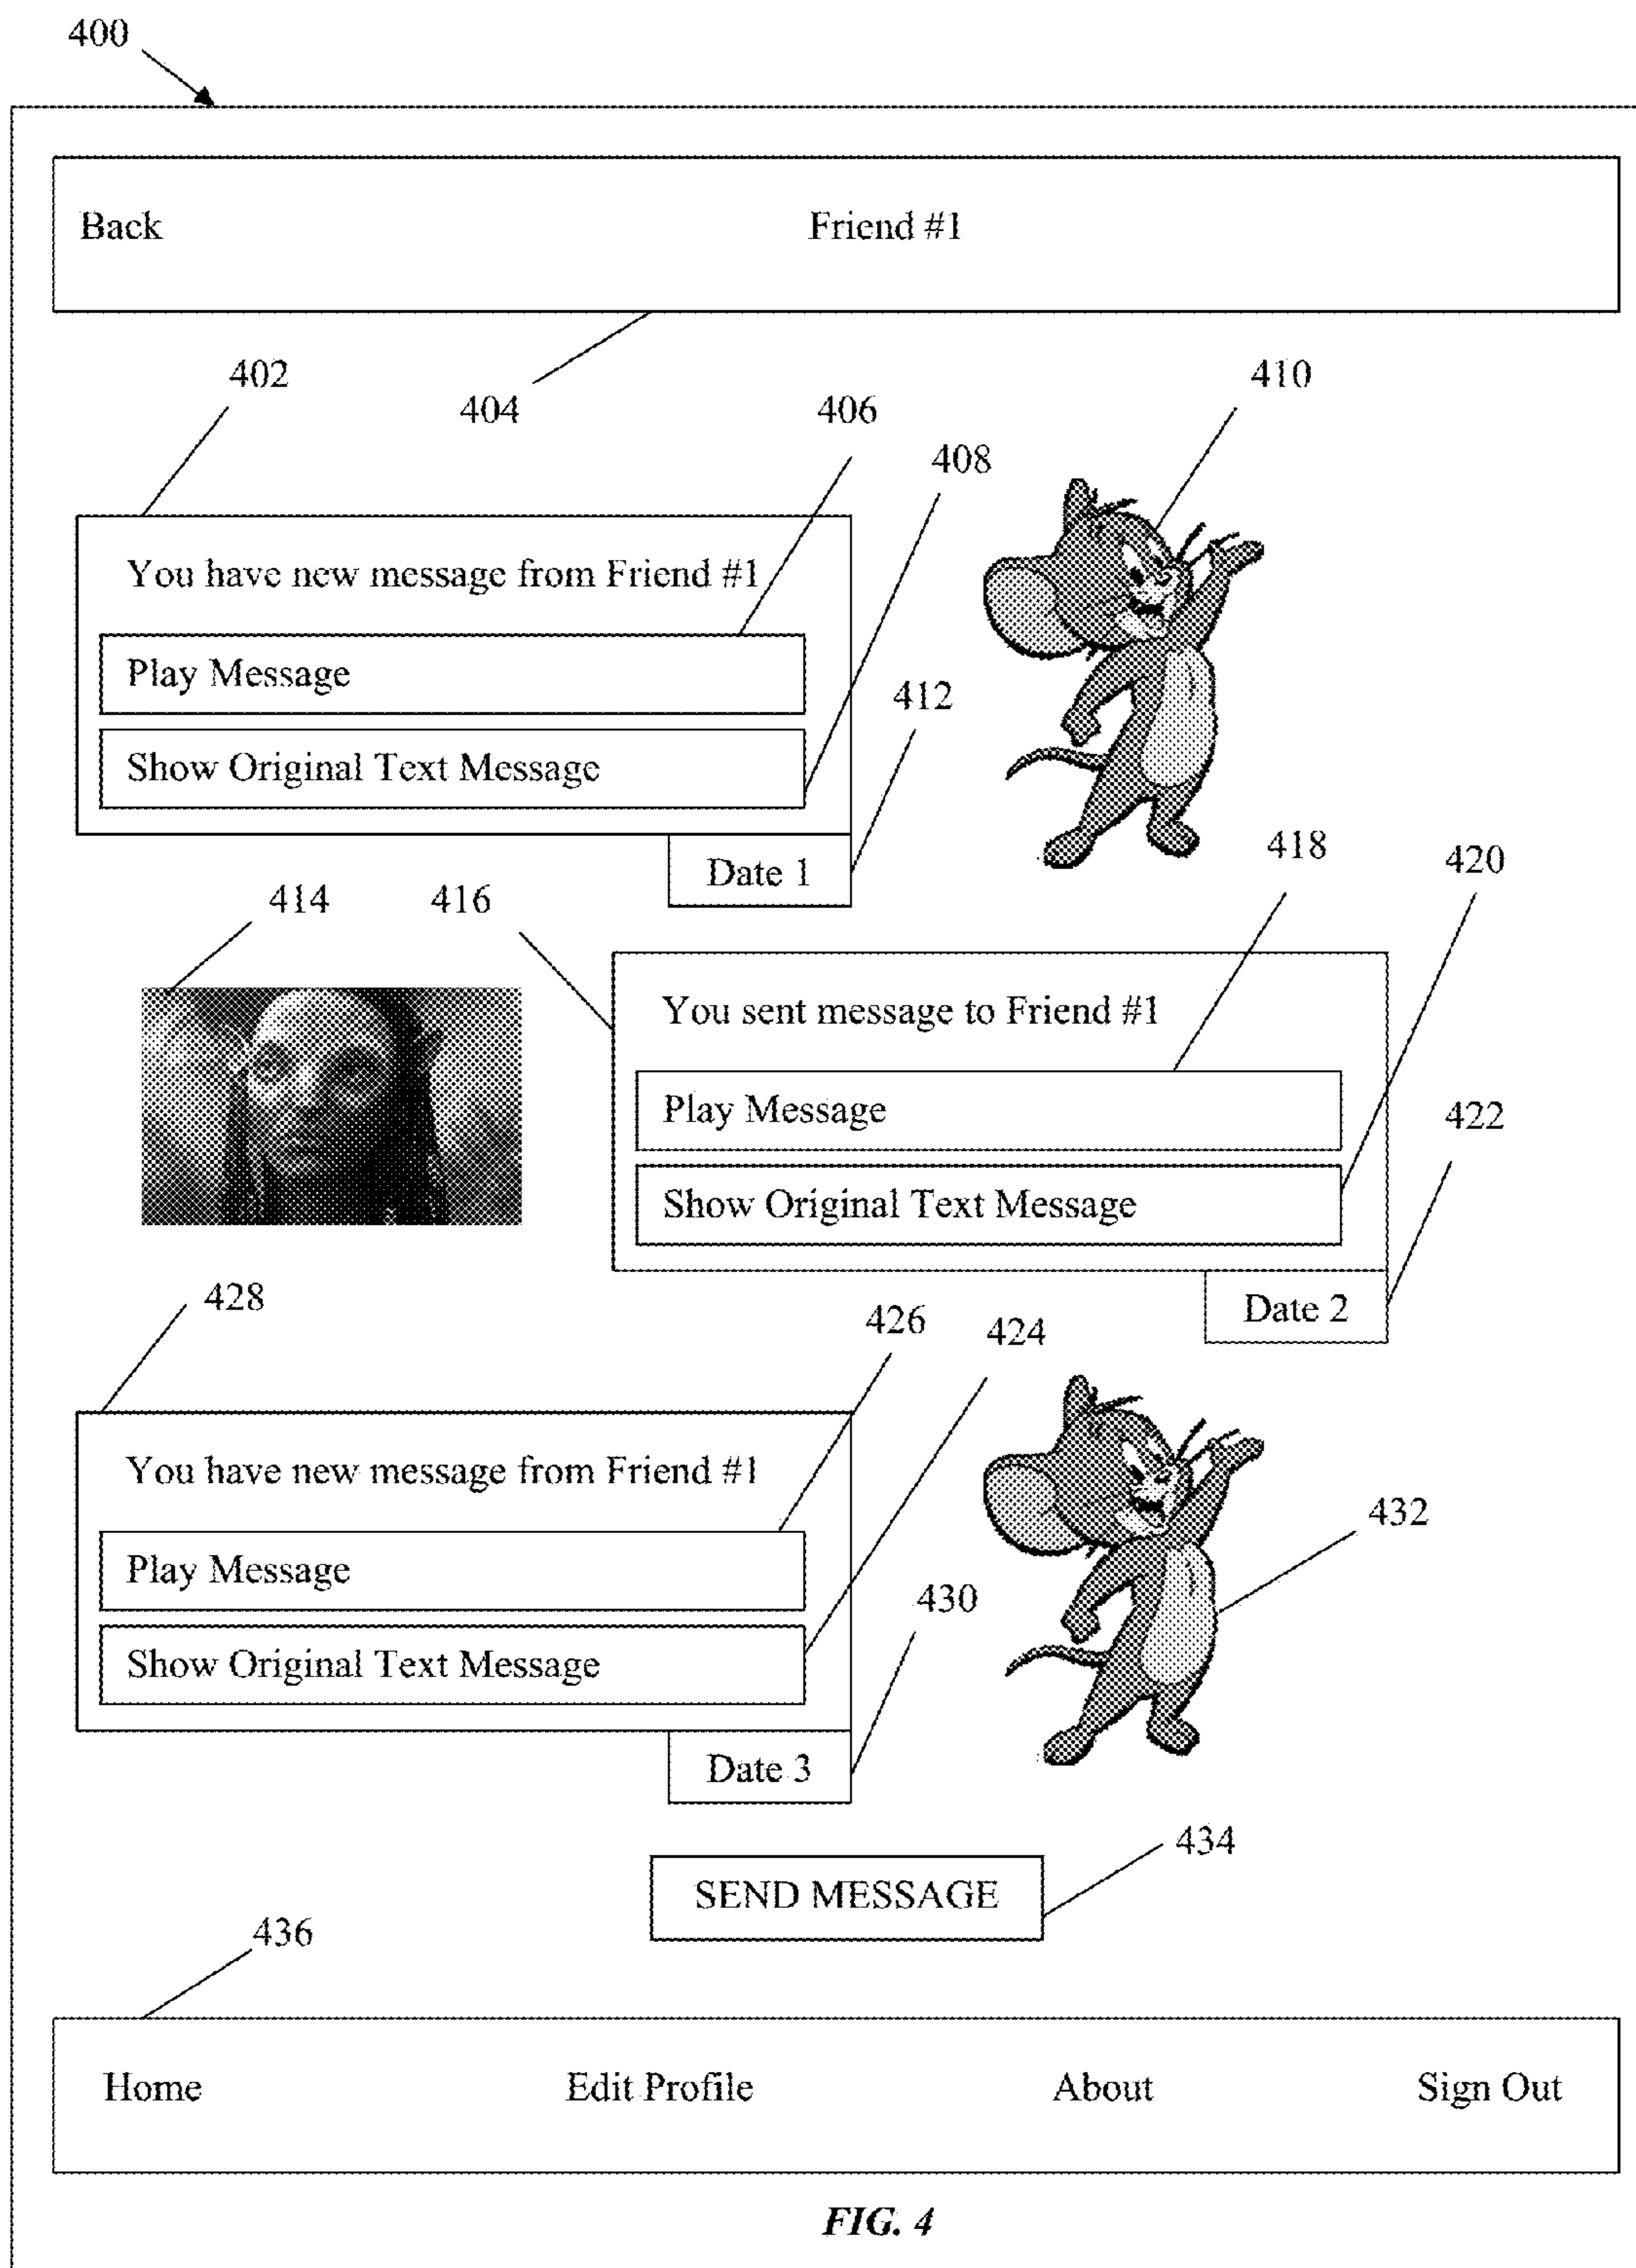 400
Back Friend #1
402
404
406
408
410
You have new message from Friend #1
Play Message
Show Original Text Message
412
Date 1
414
416
418
420
You sent message to Friend #1
Play Message
Show Original Text Message
422
Date 2
428
426
424
You have new message from Friend #1
Play Message
Show Original Text Message
430
432
Date 3
434
SEND MESSAGE
436
Home Edit Profile About Sign Out
FIG. 4